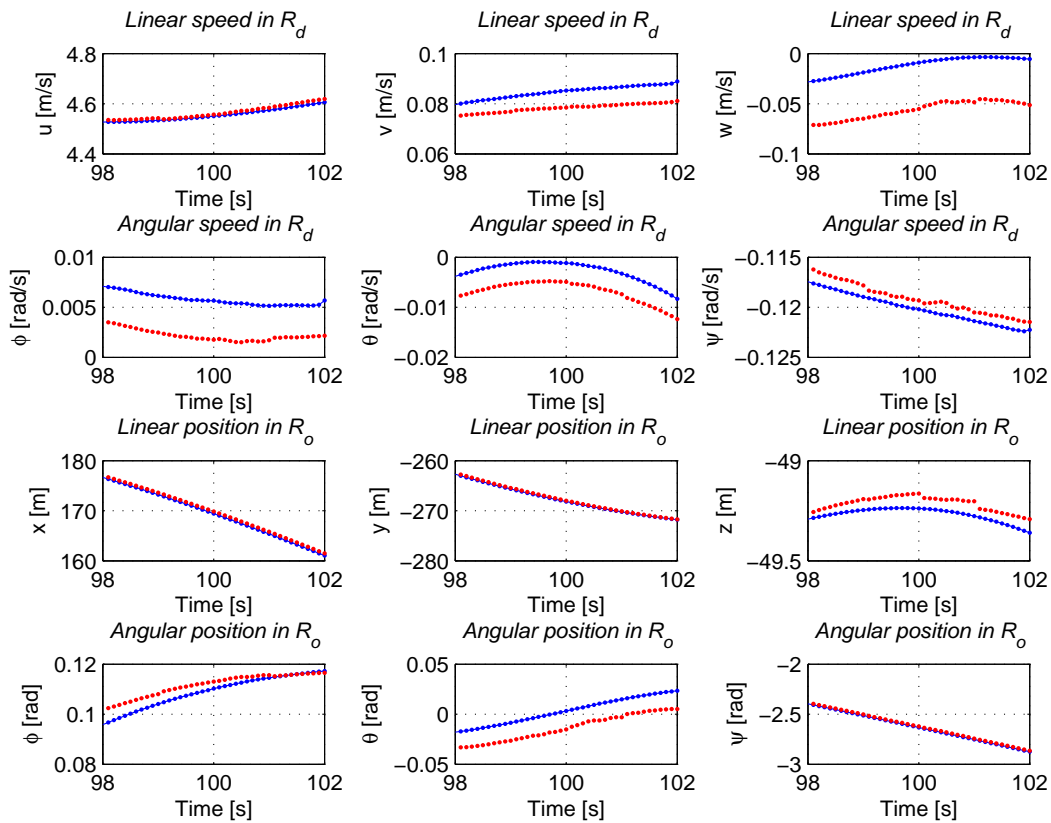 Linear speed in R_d
Linear speed in R_d
Linear speed in R_d
4.8
4.6
4.4
u [m/s]
98
100
102
Time [s]
0.1
0.08
0.06
v [m/s]
98
100
102
Time [s]
0
−0.05
−0.1
w [m/s]
98
100
102
Time [s]
Angular speed in R_d
Angular speed in R_d
Angular speed in R_d
0.01
0.005
0
ϕ [rad/s]
98
100
102
Time [s]
0
−0.01
−0.02
θ [rad/s]
98
100
102
Time [s]
−0.115
−0.12
−0.125
ψ [rad/s]
98
100
102
Time [s]
Linear position in R_o
Linear position in R_o
Linear position in R_o
180
170
160
x [m]
98
100
102
Time [s]
−260
−270
−280
y [m]
98
100
102
Time [s]
−49
−49.5
z [m]
98
100
102
Time [s]
Angular position in R_o
Angular position in R_o
Angular position in R_o
0.12
0.1
0.08
ϕ [rad]
98
100
102
Time [s]
0.05
0
−0.05
θ [rad]
98
100
102
Time [s]
−2
−2.5
−3
ψ [rad]
98
100
102
Time [s]